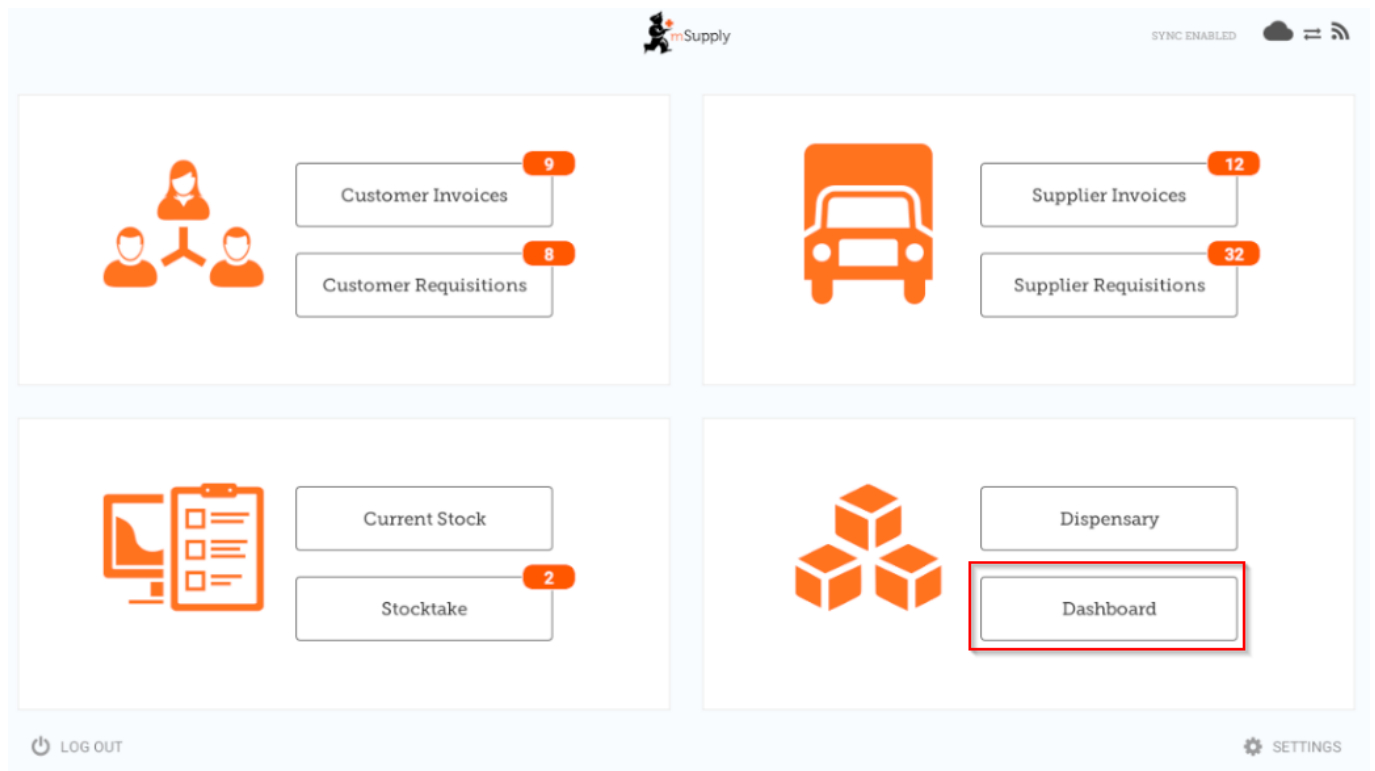 mSupply
SYNC ENABLED
9
Customer Invoices
8
Customer Requisitions
12
Supplier Invoices
32
Supplier Requisitions
Current Stock
2
Stocktake
Dispensary
Dashboard
LOG OUT
SETTINGS